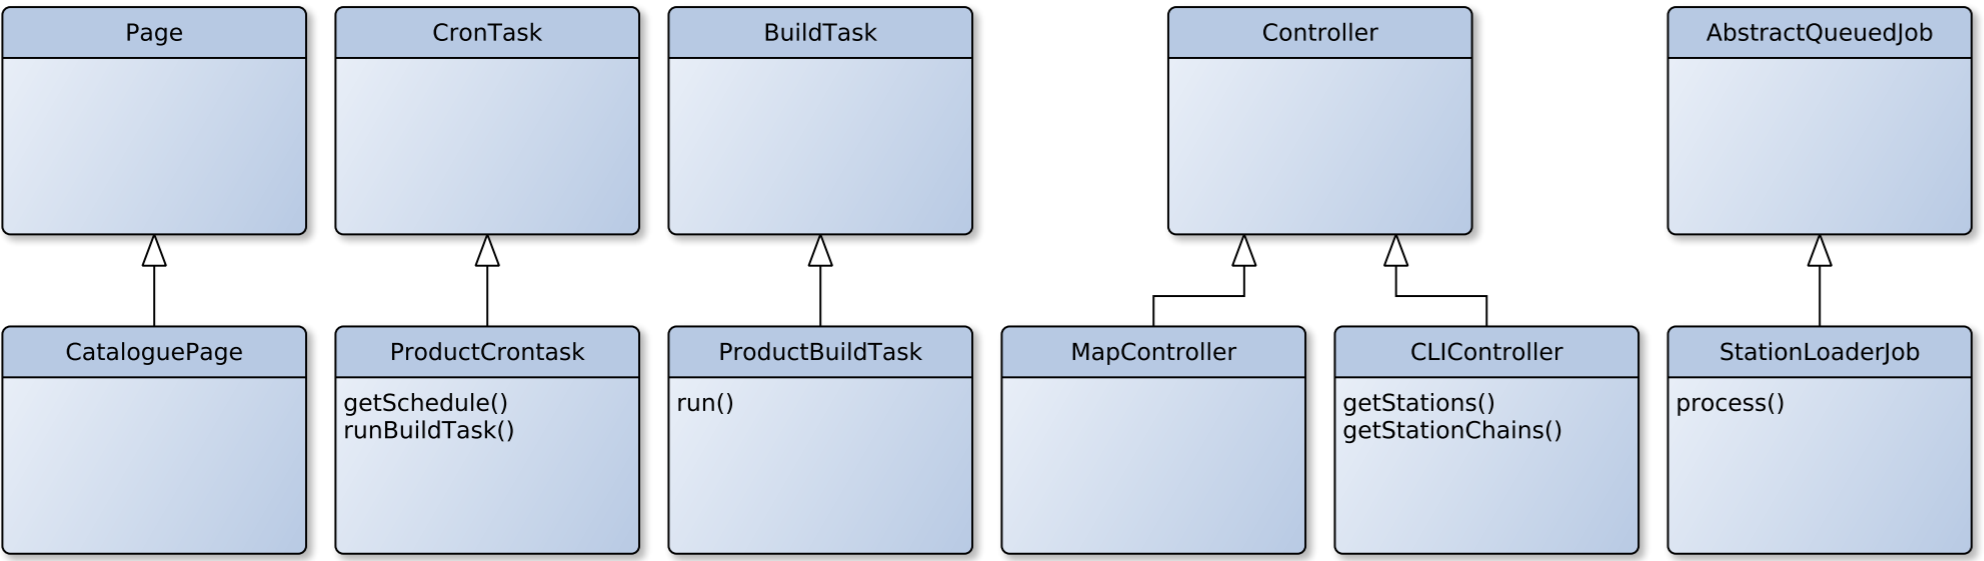 Page
CronTask
BuildTask
Controller
AbstractQueuedJob
CataloguePage
ProductCrontask
getSchedule()
runBuildTask()
ProductBuildTask
run()
MapController
CLIController
getStations()
getStationChains()
StationLoaderJob
process()